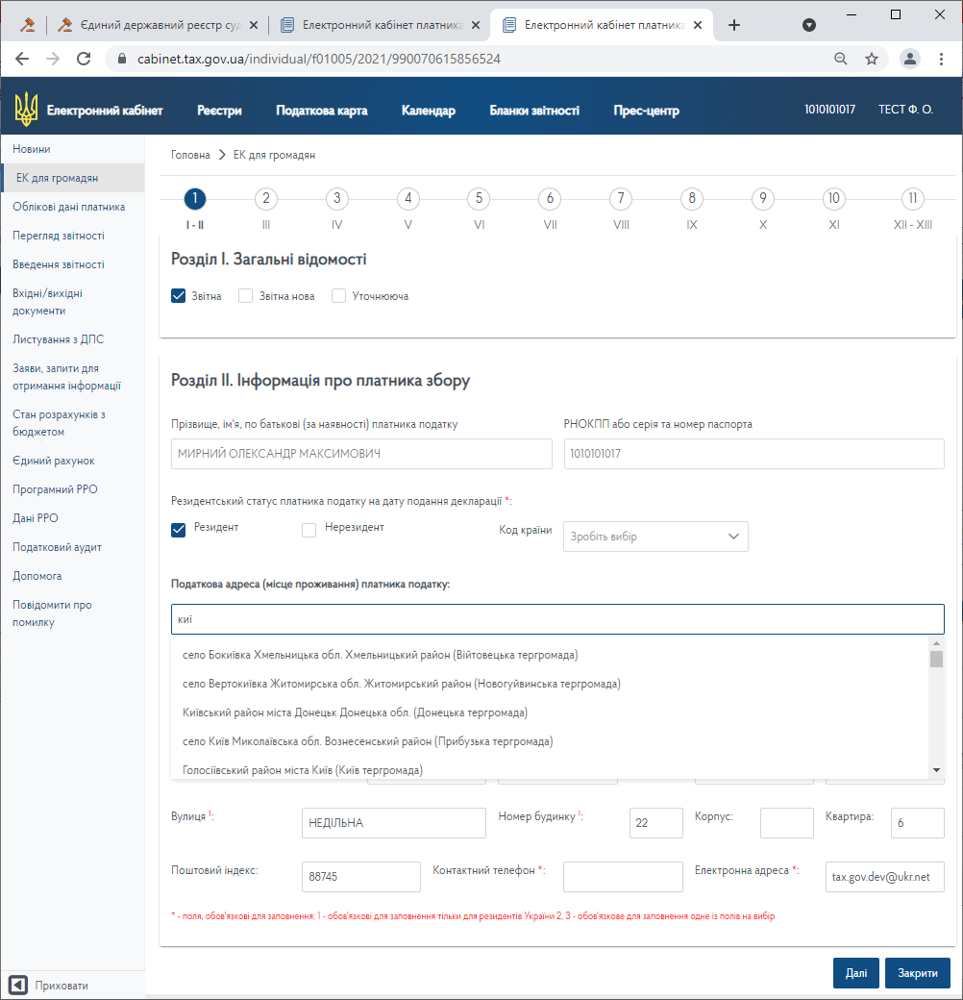 Єдиний державний реєстр суд
Електронний кабінет платника
Електронний кабінет платника
cabinet.tax.gov.ua/individual/f01005/2021/990070615856524
Електронний кабінет Реєстри Податкова карта Календар Бланки звітності Прес-центр 1010101017 ТЕСТ Ф. О.
Новини
ЕК для громадян
Облікові дані платника
Перегляд звітності
Введення звітності
Вхідні/вихідні
документи
Листування з ДПС
Заяви, запити для
отримання інформації
Стан розрахунків з
бюджетом
Єдиний рахунок
Програмний РРО
Дані РРО
Податковий аудит
Допомога
Повідомити про
помилку
Приховати
Головна > ЕК для громадян
1 2 3 4 5 6 7 8 9 10 11
I - II III IV V VI VII VIII IX X XI XII - XIII
Розділ I. Загальні відомості
Звітна Звітна нова Уточнююча
Розділ II. Інформація про платника збору
Прізвище, ім'я, по батькові (за наявності) платника податку РНОКПП або серія та номер паспорта
МИРНИЙ ОЛЕКСАНДР МАКСИМОВИЧ 1010101017
Резидентський статус платника податку на дату подання декларації *:
Резидент Нерезидент Код країни Зробіть вибір
Податкова адреса (місце проживання) платника податку:
киї
село Бокиївка Хмельницька обл. Хмельницький район (Війтовецька тергромада)
село Вертокиївка Житомирська обл. Житомирський район (Новогуйвинська тергромада)
Київський район міста Донецьк Донецька обл. (Донецька тергромада)
село Київ Миколаївська обл. Вознесенський район (Прибузька тергромада)
Голосіївський район міста Київ (Київ тергромада)
Вулиця 1: НЕДІЛЬНА Номер будинку 1: 22 Корпус: Квартира: 6
Поштовий індекс: 88745 Контактний телефон *: Електронна адреса *: tax.gov.dev@ukr.net
* - поля, обов'язкові для заповнення; 1 - обов'язкові для заповнення тільки для резидентів України 2, 3 - обов'язкове для заповнення одне із полів на вибір
Далі Закрити